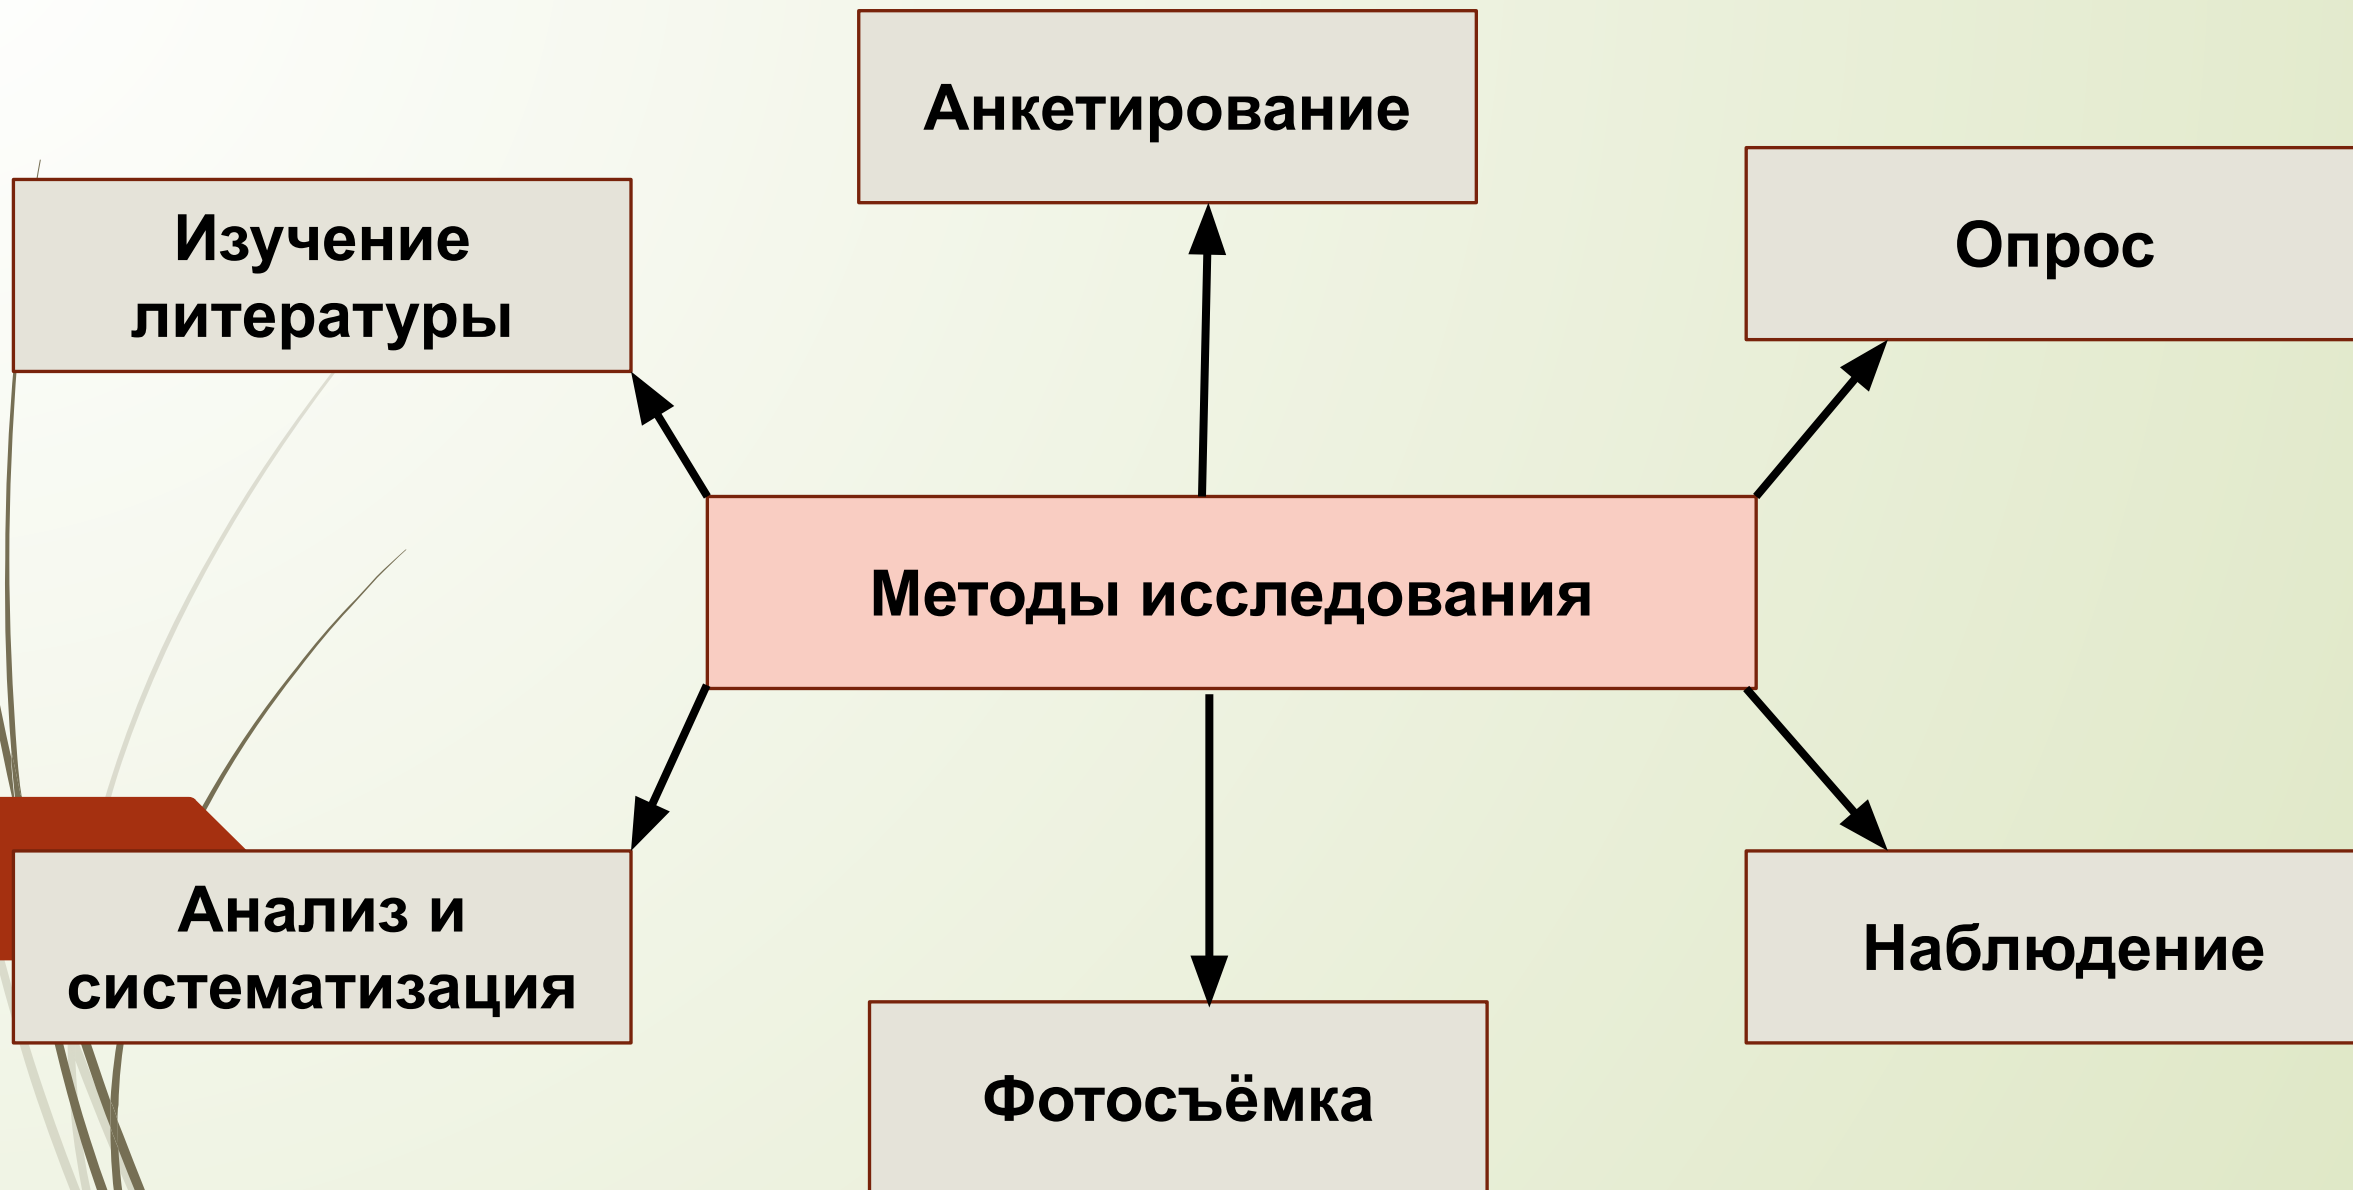 Анкетирование
Изучение
литературы
Опрос
Методы исследования
Анализ и
систематизация
Наблюдение
Фотосъёмка